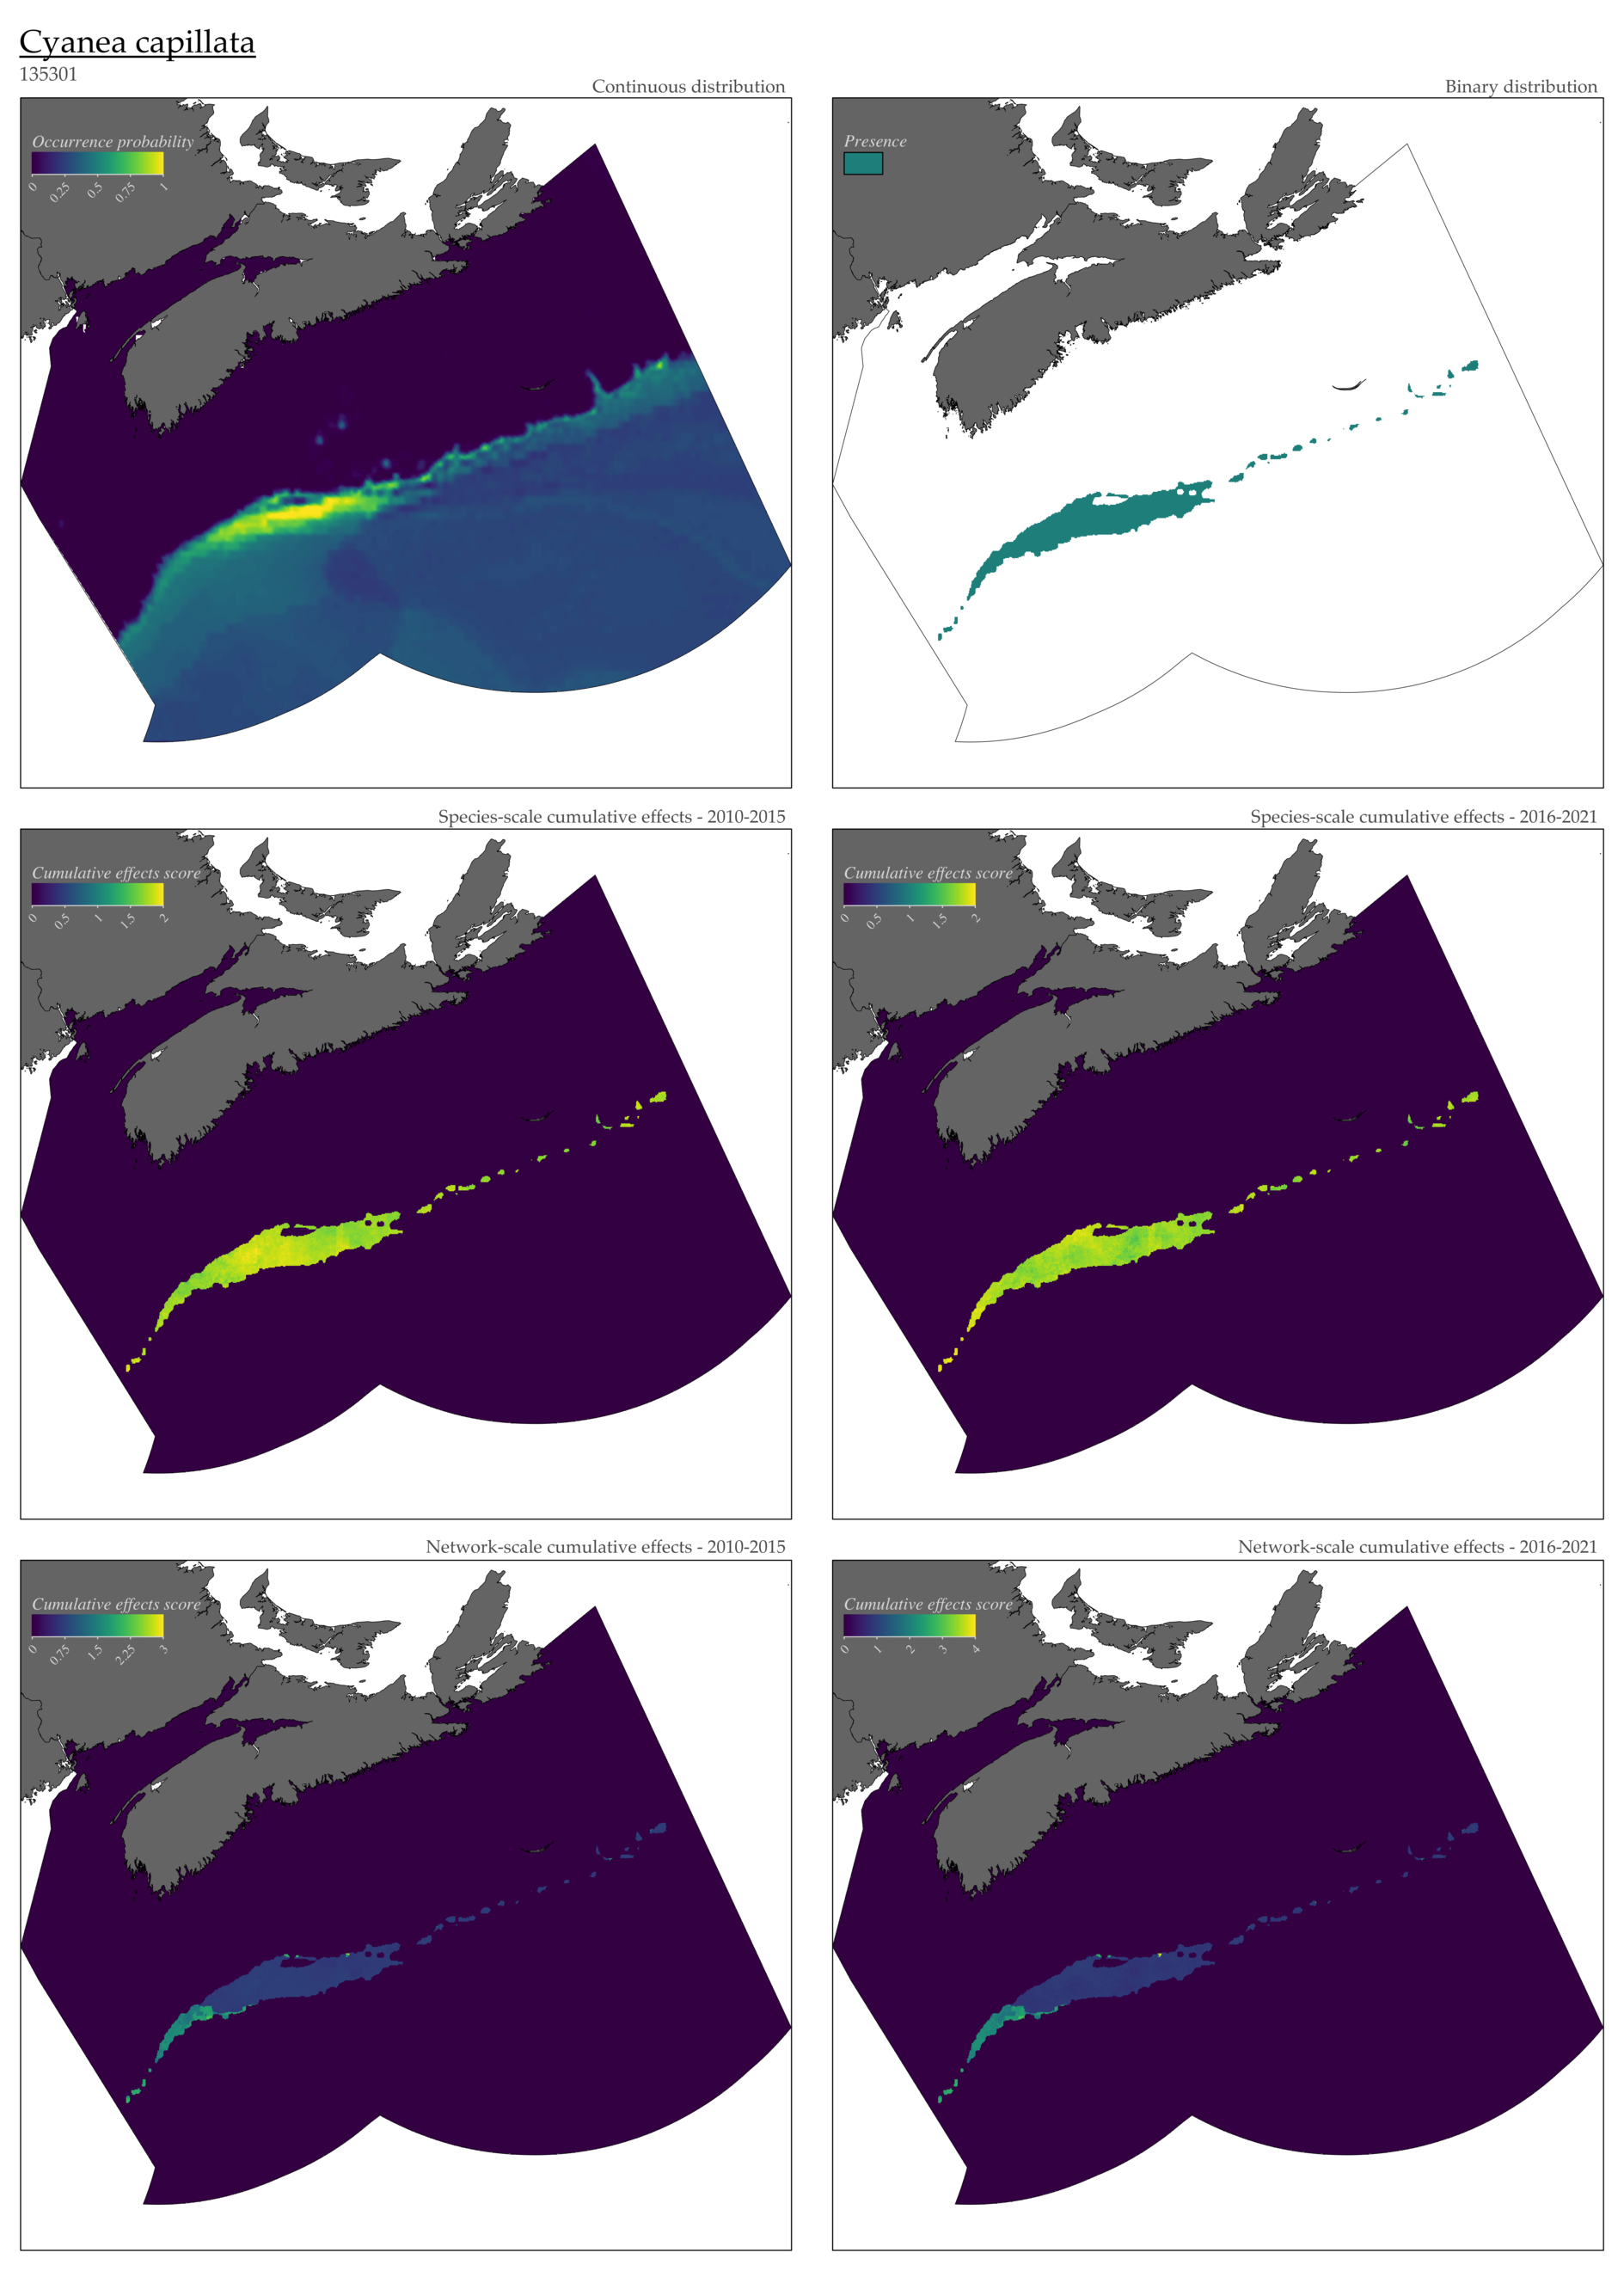 Cyanea capillata
135301
Continuous distribution
Occurrence probability
0 0.25 0.5 0.75 1
Binary distribution
Presence
Species-scale cumulative effects - 2010-2015
Cumulative effects score
0 0.5 1 1.5 2
Species-scale cumulative effects - 2016-2021
Cumulative effects score
0 0.5 1 1.5 2
Network-scale cumulative effects - 2010-2015
Cumulative effects score
0 0.75 1.5 2.25 3
Network-scale cumulative effects - 2016-2021
Cumulative effects score
0 1 2 3 4